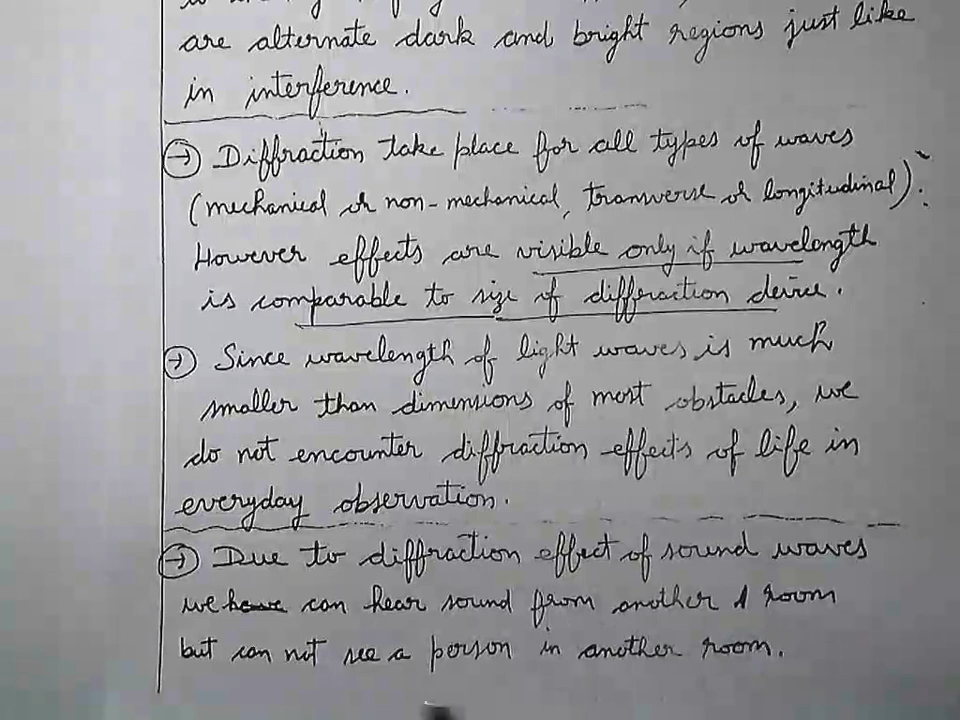 are alternate dark and bright regions just like
in interference.
→ Diffraction take place for all types of waves
(mechanical or non-mechanical, tranverse or longitudinal).
However effects are visible only if wavelength
is comparable to size of diffraction device.
→ Since wavelength of light waves is much
smaller than dimensions of most obstacles, we
do not encounter diffraction effects of life in
everyday observation.
→ Due to diffraction effect of sound waves
we can hear sound from another room
but can not see a person in another room.